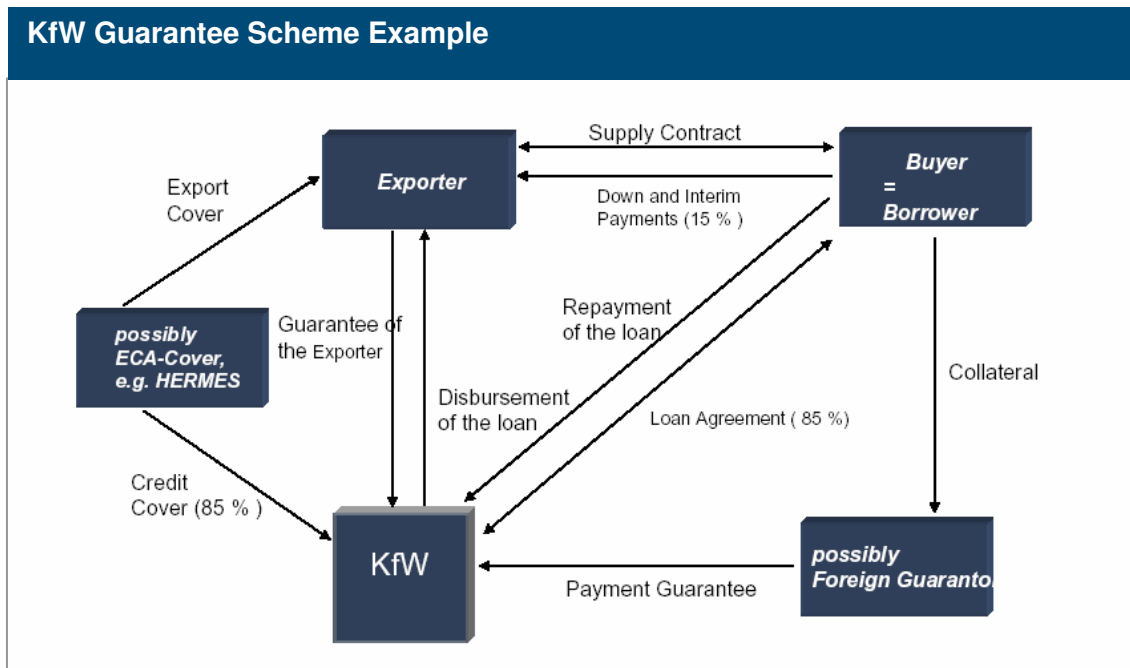 KfW Guarantee Scheme Example
Supply Contract
Exporter
Buyer
=
Borrower
Export
Cover
Down and Interim
Payments (15 % )
possibly
ECA-Cover,
e.g. HERMES
Guarantee of
the Exporter
Repayment
of the loan
Collateral
Disbursement
of the loan
Loan Agreement ( 85 %)
Credit
Cover (85 % )
KfW
possibly
Foreign Guaranto
Payment Guarantee